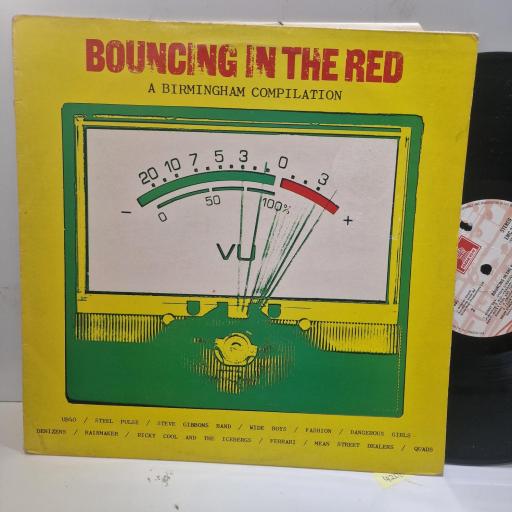 BOUNCING IN THE RED
A BIRMINGHAM COMPILATION
20 10 7 5 3 0 3
- 0 50 100% +
VU
UB40 / STEEL PULSE / STEVE GIBBONS BAND / WIDE BOYS / FASHION / DANGEROUS GIRLS
DENIZENS / RAINMAKER / RICKY COOL AND THE ICEBERGS / FERRARI / MEAN STREET DEALERS / QUADS
STEREO